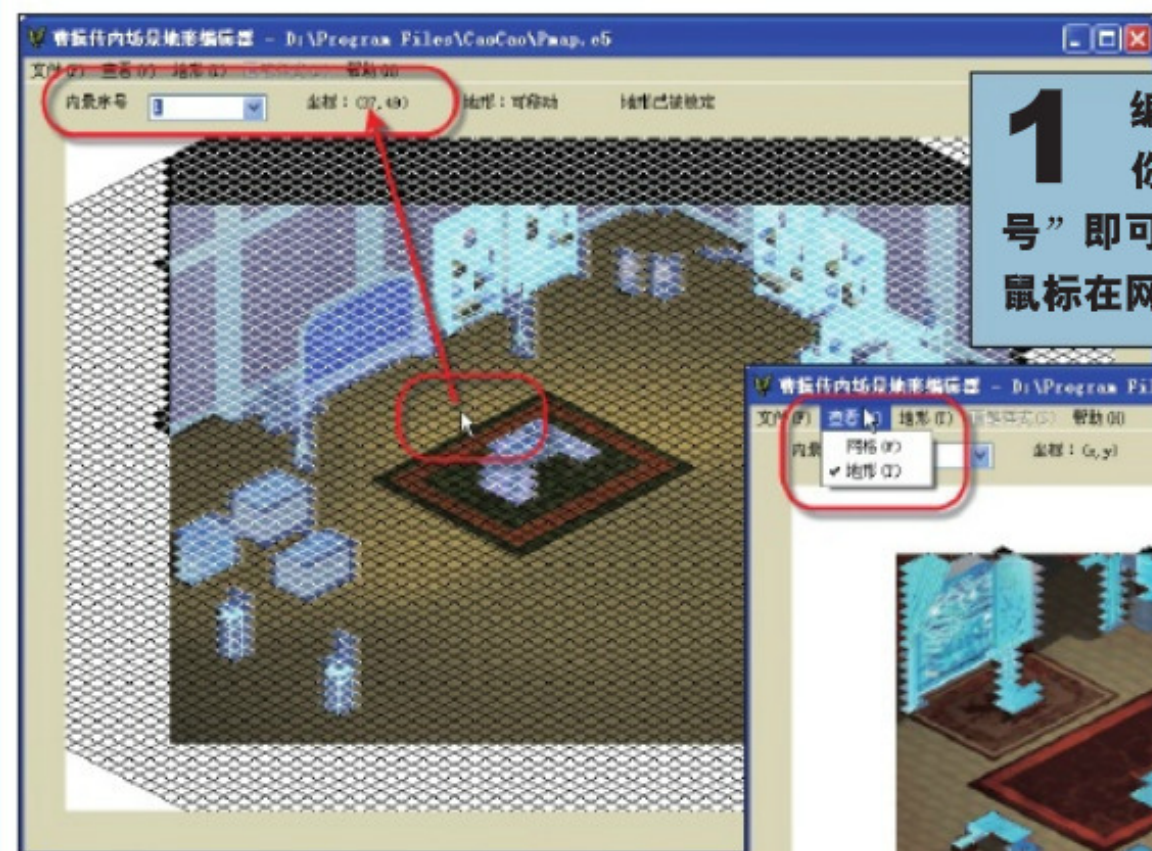 曹操传内场景地形编辑器 - D:\Program Files\CaoCao\Pmap.e5
文件(F) 查看(V) 地形(T) 帮助(H)
内景序号 坐标：(37,49) 地形：可移动 地形已被检定
1
号”即可
鼠标在网
曹操传内场景地形编辑器 - D:\Program Fil
文件(F) 查看 地形(T) 帮助(H)
内景 坐标：(x,y)
网格
✓ 地形(T)